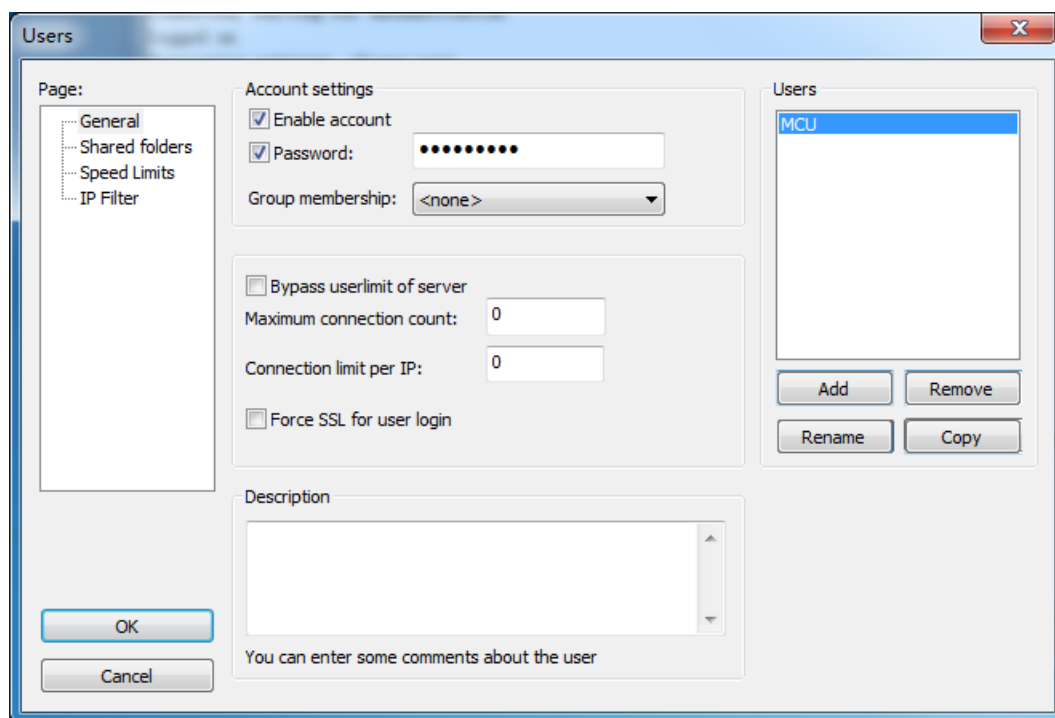 Users
Page:
General
Shared folders
Speed Limits
IP Filter
Account settings
Enable account
Password: •••••••••
Group membership: <none>
Bypass userlimit of server
Maximum connection count: 0
Connection limit per IP: 0
Force SSL for user login
Description
You can enter some comments about the user
Users
MCU
Add Remove
Rename Copy
OK
Cancel